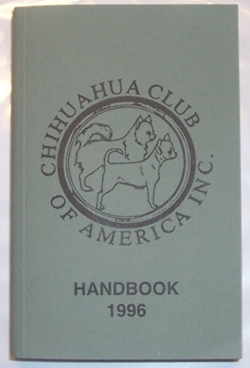 CHIHUAHUA CLUB
OF AMERICA INC.
HANDBOOK
1996